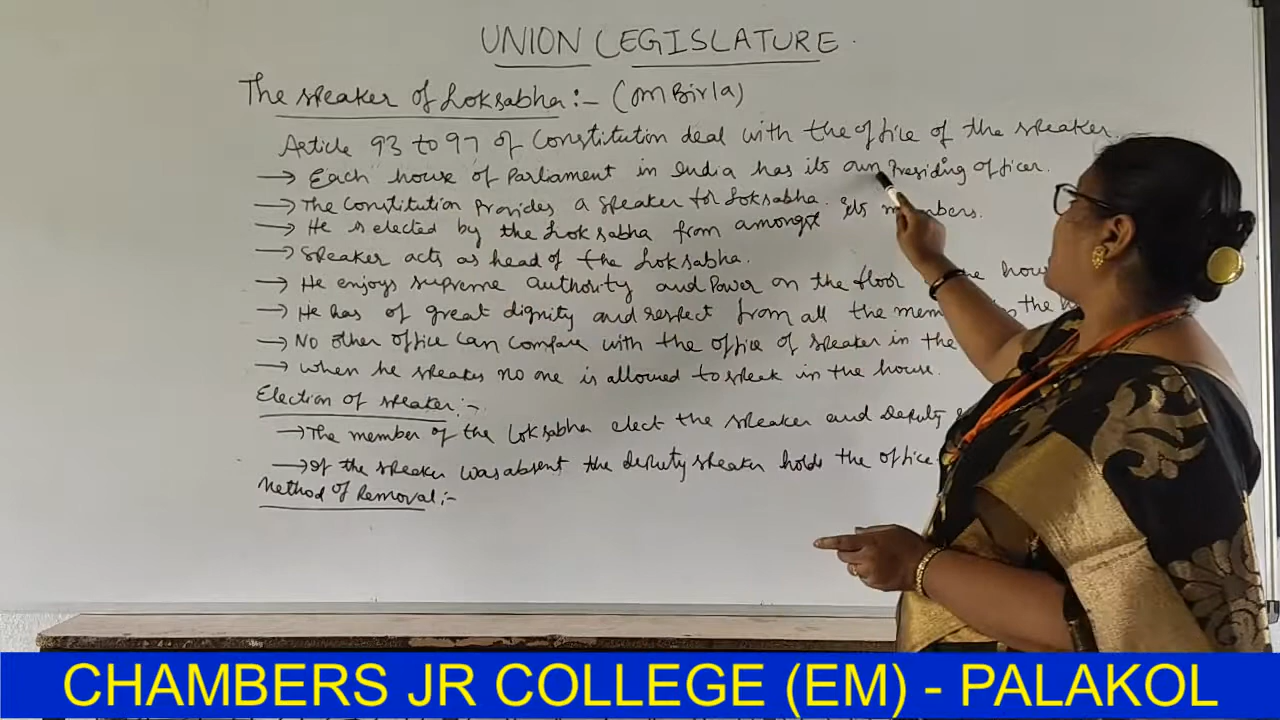 UNION LEGISLATURE.
The speaker of Loksabha:- (OM Birla)
Article 93 to 97 of Constitution deal with the office of the speaker.
→ Each house of Parliament in India has its own Presiding Officer.
→ The Constitution Provides a speaker for Loksabha.
→ He is elected by the Lok sabha from amongst its members.
→ Speaker acts as head of the Loksabha.
→ He enjoys supreme authority and Power on the floor house
→ He has of great dignity and respect from all the mem the
→ No other office can compare with the office of speaker in the
→ when he speaks no one is allowed to speak in the house.
Election of speaker:-
→ The member of the Loksabha elect the speaker and Deputy
→ If the speaker was absent the deputy speaker holds the office.
Method of Removal:-
CHAMBERS JR COLLEGE (EM) - PALAKOL